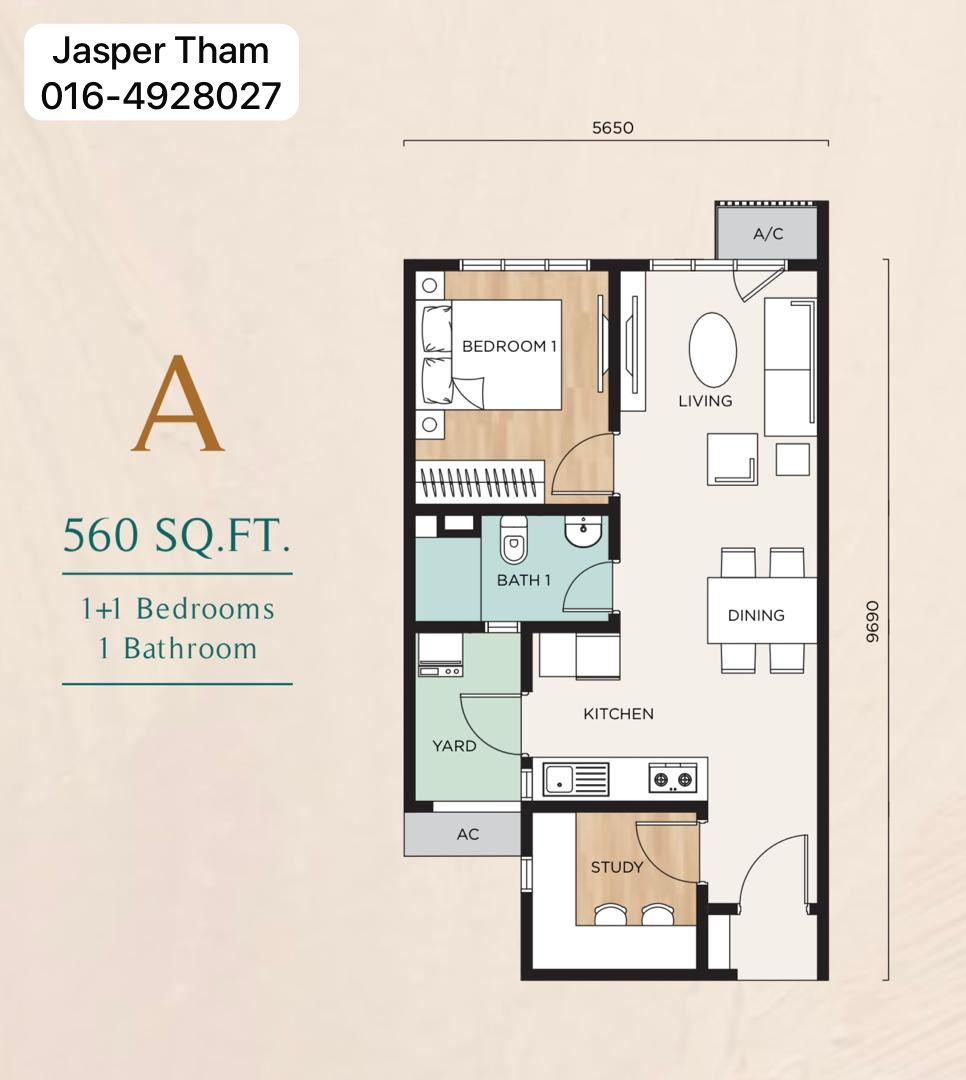 Jasper Tham
016-4928027
5650
A/C
BEDROOM 1
LIVING
A
560 SQ.FT.
1+1 Bedrooms
1 Bathroom
BATH 1
DINING
9690
KITCHEN
YARD
AC
STUDY